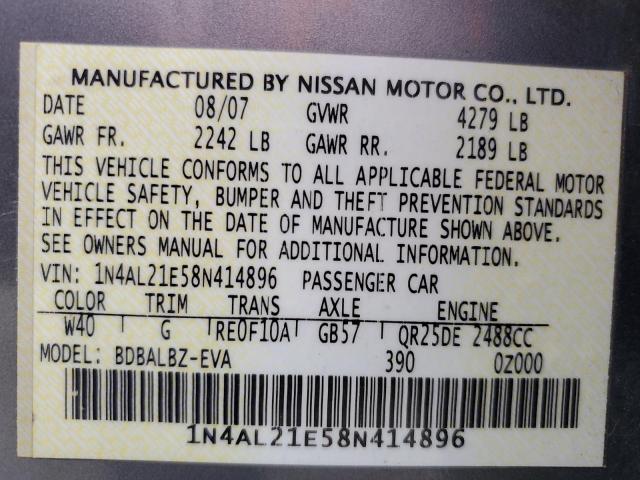 MANUFACTURED BY NISSAN MOTOR CO., LTD.
DATE 08/07 GVWR 4279 LB
GAWR FR. 2242 LB GAWR RR. 2189 LB
THIS VEHICLE CONFORMS TO ALL APPLICABLE FEDERAL MOTOR
VEHICLE SAFETY, BUMPER AND THEFT PREVENTION STANDARDS
IN EFFECT ON THE DATE OF MANUFACTURE SHOWN ABOVE.
SEE OWNERS MANUAL FOR ADDITIONAL INFORMATION.
VIN: 1N4AL21E58N414896 PASSENGER CAR
COLOR TRIM TRANS AXLE ENGINE
W40 G RE0F10A GB57 QR25DE 2488CC
MODEL: BDBALBZ-EVA 390 0Z000
1N4AL21E58N414896